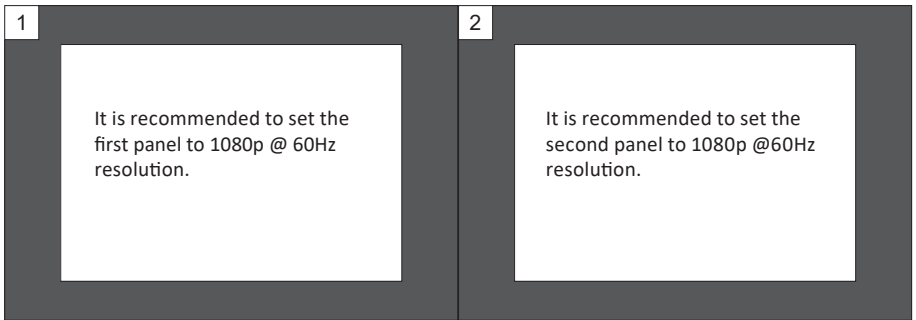 1
It is recommended to set the
first panel to 1080p @ 60Hz
resolution.
2
It is recommended to set the
second panel to 1080p @60Hz
resolution.